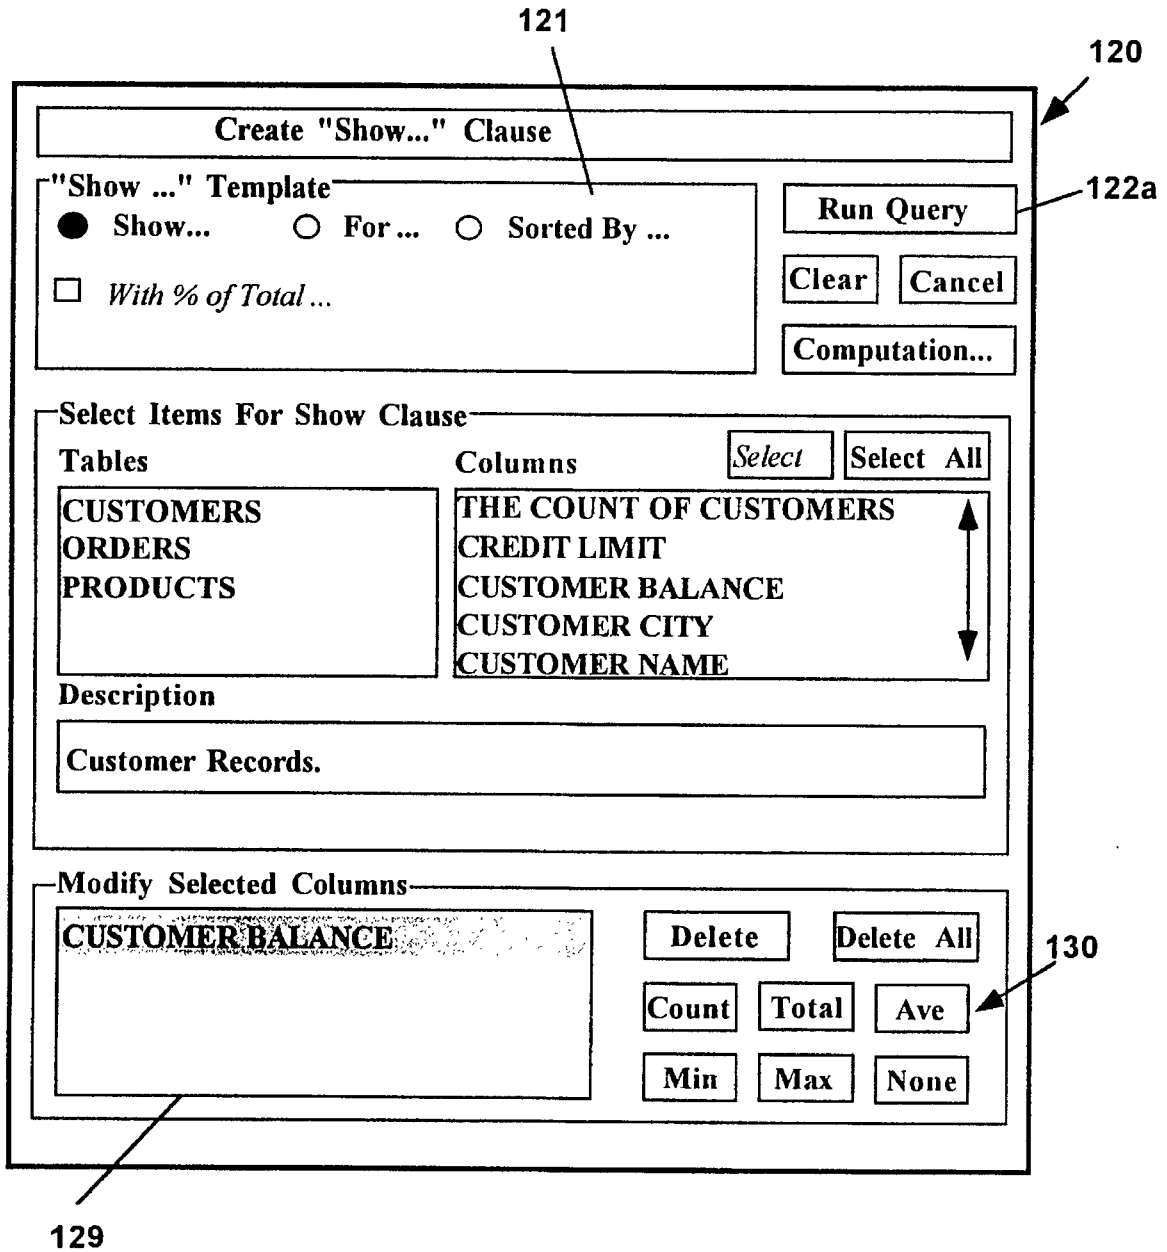 121
120
Create "Show..." Clause
"Show ..." Template
Show... For ... Sorted By ...
With % of Total ...
Run Query
122a
Clear Cancel
Computation...
Select Items For Show Clause
Tables Columns Select Select All
CUSTOMERS
ORDERS
PRODUCTS
THE COUNT OF CUSTOMERS
CREDIT LIMIT
CUSTOMER BALANCE
CUSTOMER CITY
CUSTOMER NAME
Description
Customer Records.
Modify Selected Columns
CUSTOMER BALANCE
Delete Delete All
130
Count Total Ave
Min Max None
129